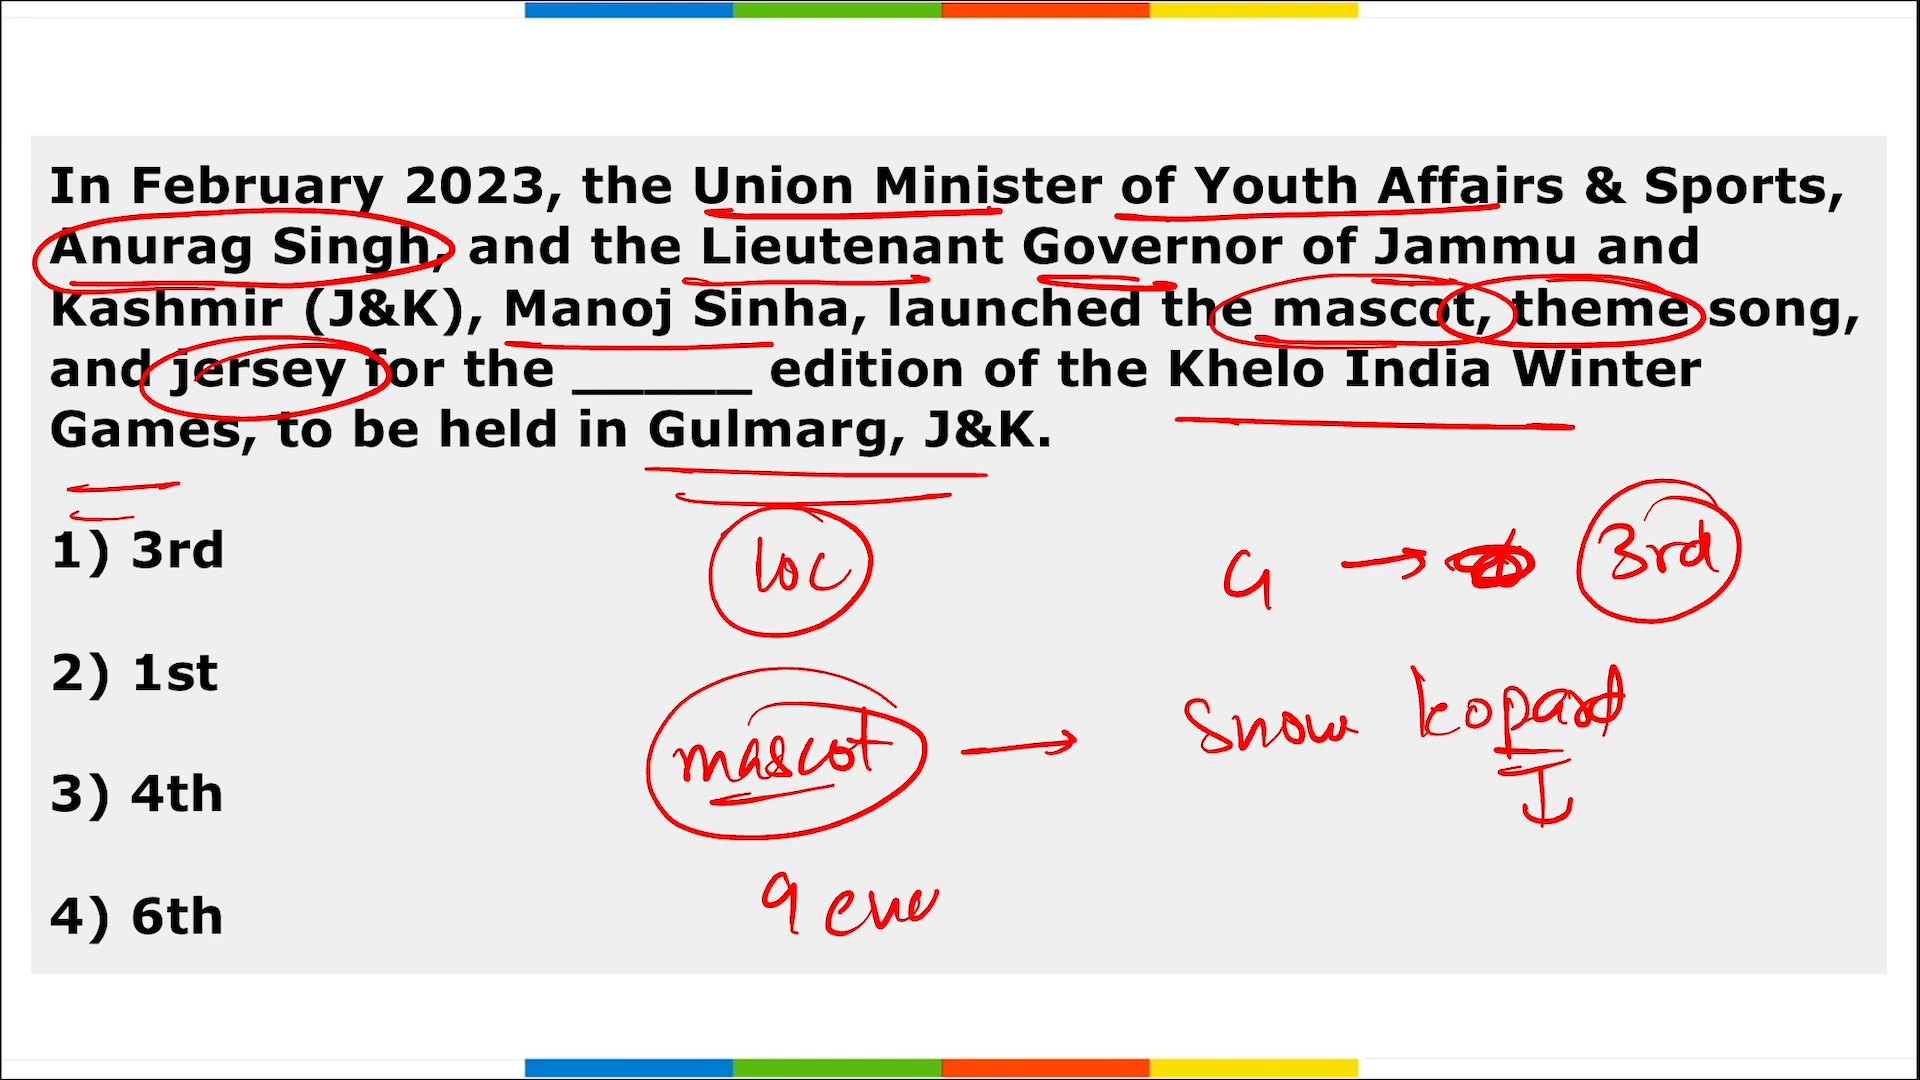 In February 2023, the Union Minister of Youth Affairs & Sports,
Anurag Singh, and the Lieutenant Governor of Jammu and
Kashmir (J&K), Manoj Sinha, launched the mascot, theme song,
and jersey for the ______ edition of the Khelo India Winter
Games, to be held in Gulmarg, J&K.
1) 3rd
loc
3rd
2) 1st
mascot
Snow leopard
3) 4th
4) 6th